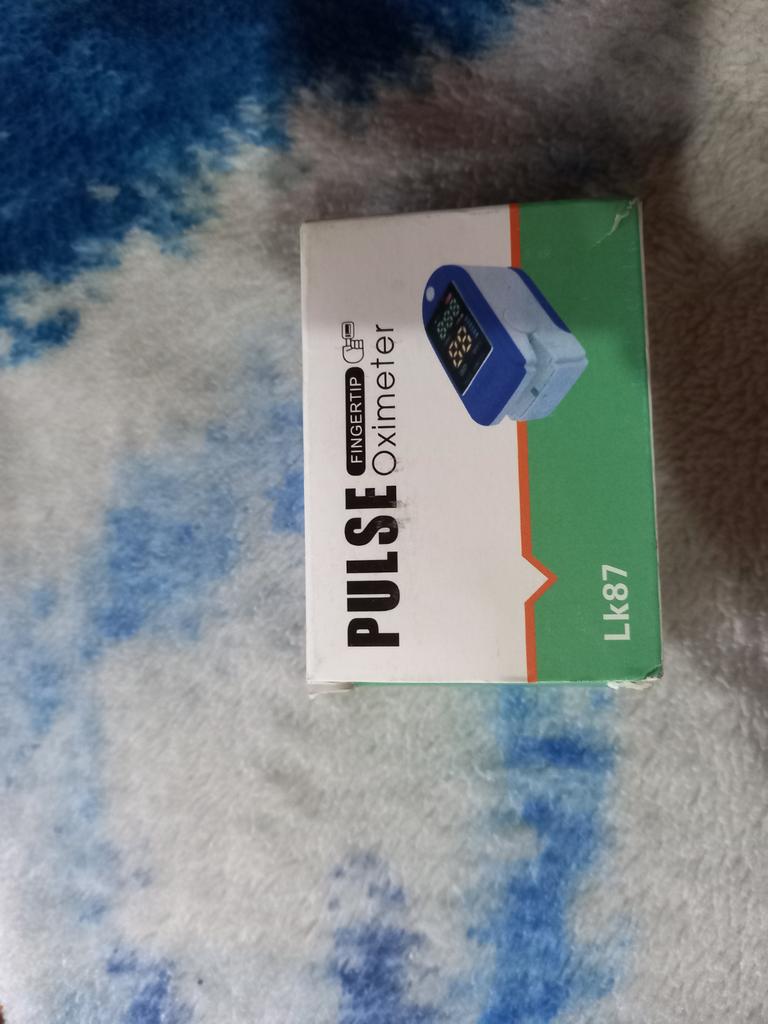 PULSE
FINGERTIP
Oximeter
Lk87